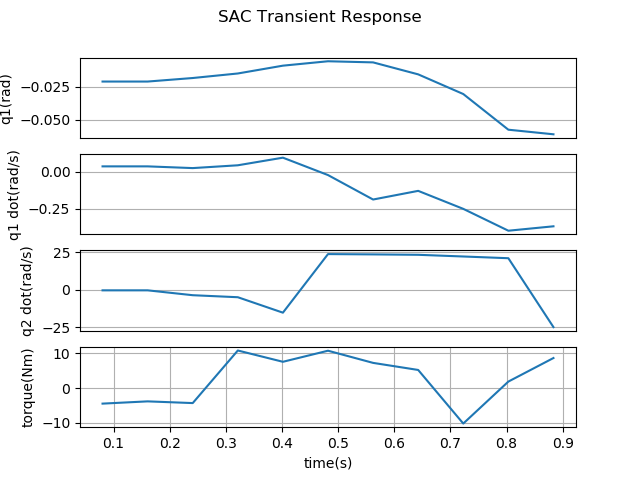 SAC Transient Response
q1(rad)
−0.025
−0.050
q1 dot(rad/s)
0.00
−0.25
q2 dot(rad/s)
25
0
−25
torque(Nm)
10
0
−10
0.1 0.2 0.3 0.4 0.5 0.6 0.7 0.8 0.9
time(s)